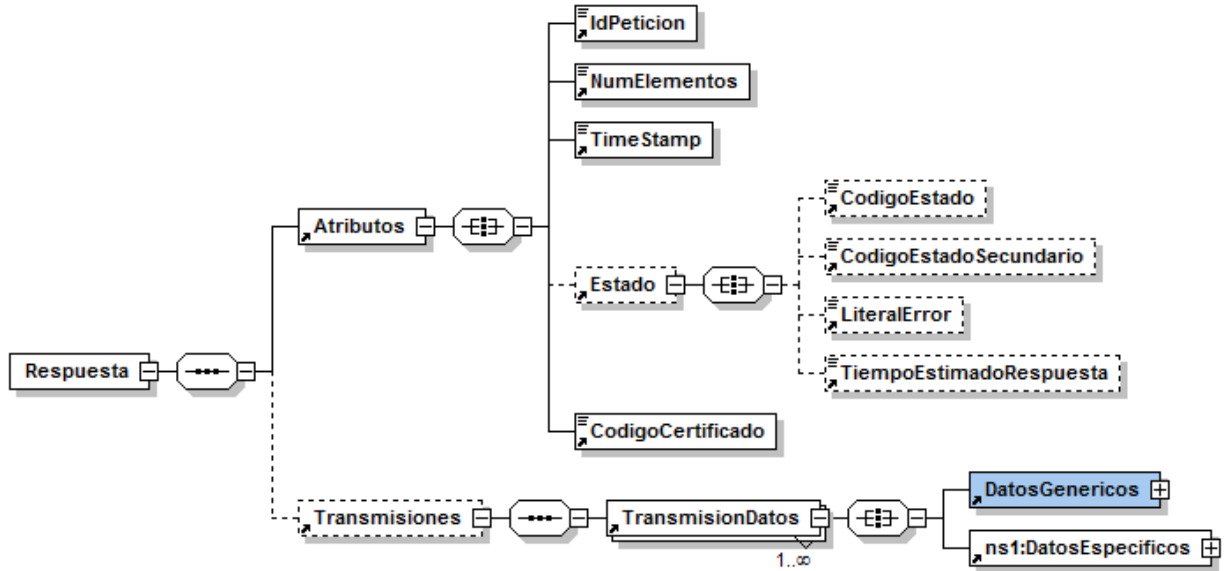 IdPeticion
NumElementos
TimeStamp
CodigoEstado
Atributos
CodigoEstadoSecundario
Estado
LiteralError
Respuesta
TiempoEstimadoRespuesta
CodigoCertificado
DatosGenericos
Transmisiones
TransmisionDatos
ns1:DatosEspecificos
1..∞